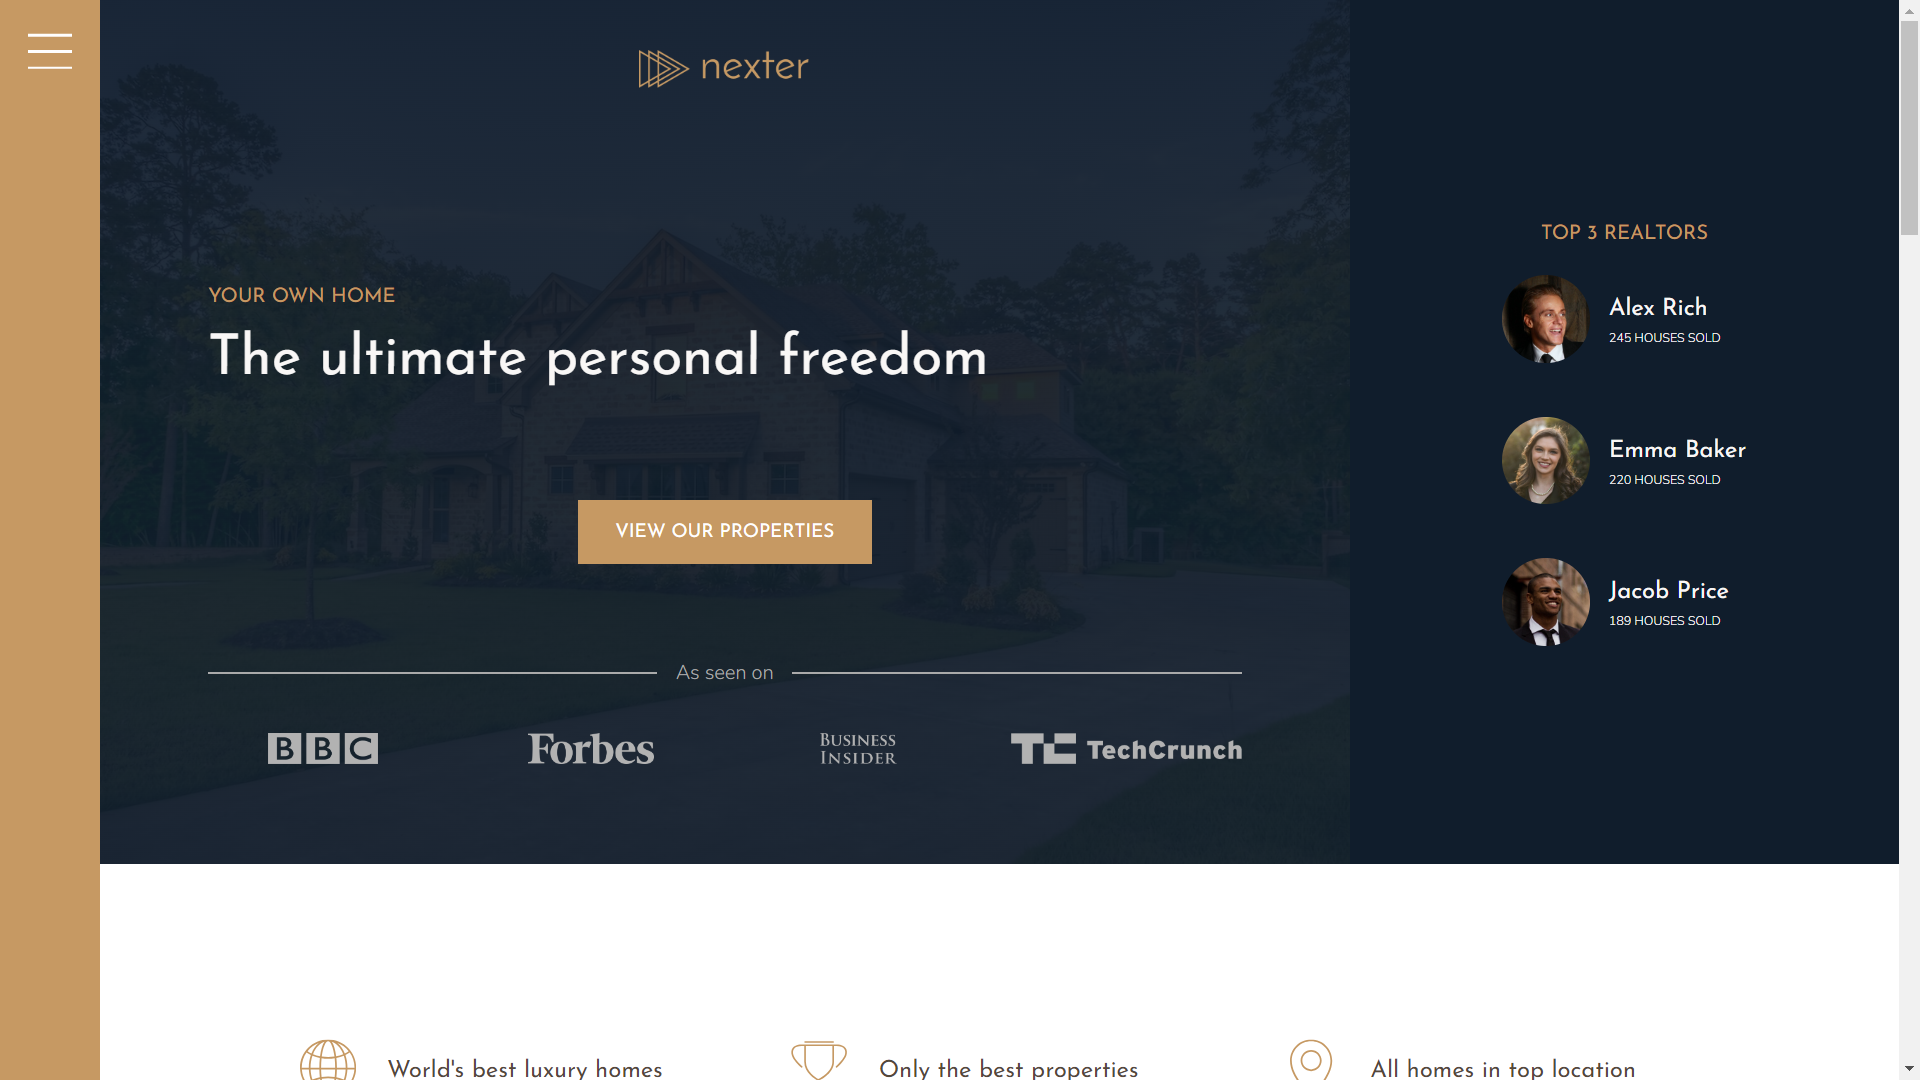 nexter
YOUR OWN HOME
The ultimate personal freedom
VIEW OUR PROPERTIES
As seen on
BBC
Forbes
BUSINESS
INSIDER
TC TechCrunch
TOP 3 REALTORS
Alex Rich
245 HOUSES SOLD
Emma Baker
220 HOUSES SOLD
Jacob Price
189 HOUSES SOLD
World's best luxury homes
Only the best properties
All homes in top location